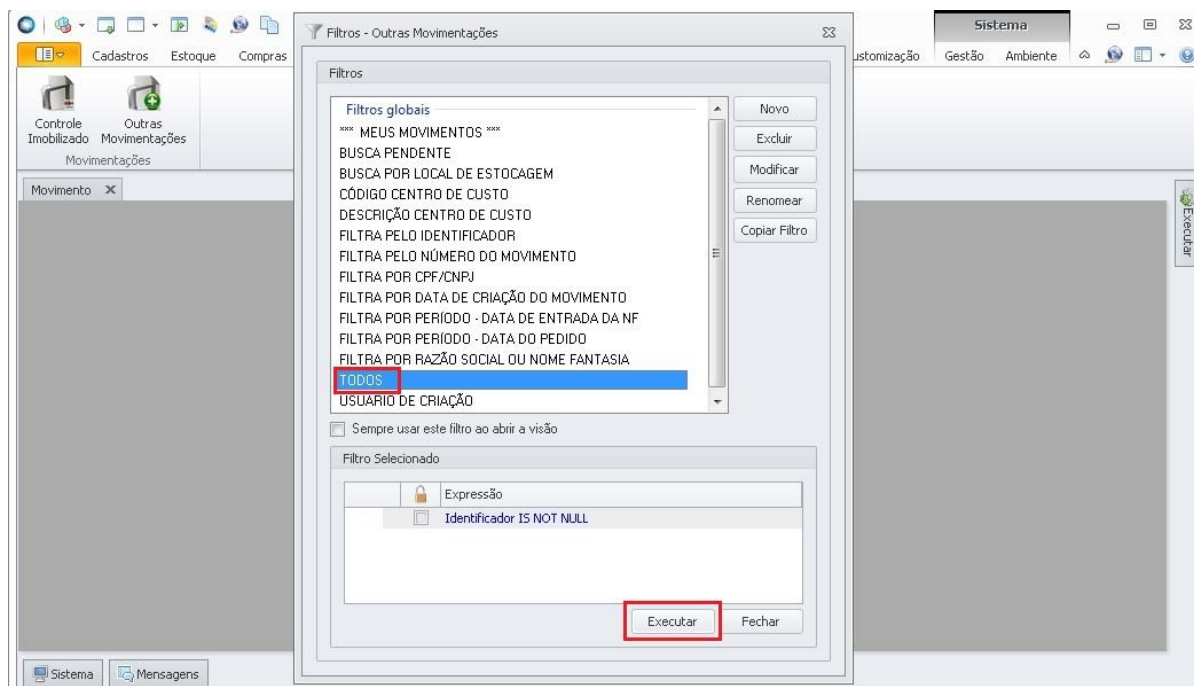 Filtros - Outras Movimentações
Sistema
Cadastros Estoque Compras
ustomização Gestão Ambiente
Controle Imobilizado
Outras Movimentações
Movimentações
Movimento
Executar
Filtros
Filtros globais
*** MEUS MOVIMENTOS ***
BUSCA PENDENTE
BUSCA POR LOCAL DE ESTOCAGEM
CÓDIGO CENTRO DE CUSTO
DESCRIÇÃO CENTRO DE CUSTO
FILTRA PELO IDENTIFICADOR
FILTRA PELO NÚMERO DO MOVIMENTO
FILTRA POR CPF/CNPJ
FILTRA POR DATA DE CRIAÇÃO DO MOVIMENTO
FILTRA POR PERÍODO - DATA DE ENTRADA DA NF
FILTRA POR PERÍODO - DATA DO PEDIDO
FILTRA POR RAZÃO SOCIAL OU NOME FANTASIA
TODOS
USUARIO DE CRIAÇÃO
Novo
Excluir
Modificar
Renomear
Copiar Filtro
Sempre usar este filtro ao abrir a visão
Filtro Selecionado
Expressão
Identificador IS NOT NULL
Executar Fechar
Sistema Mensagens